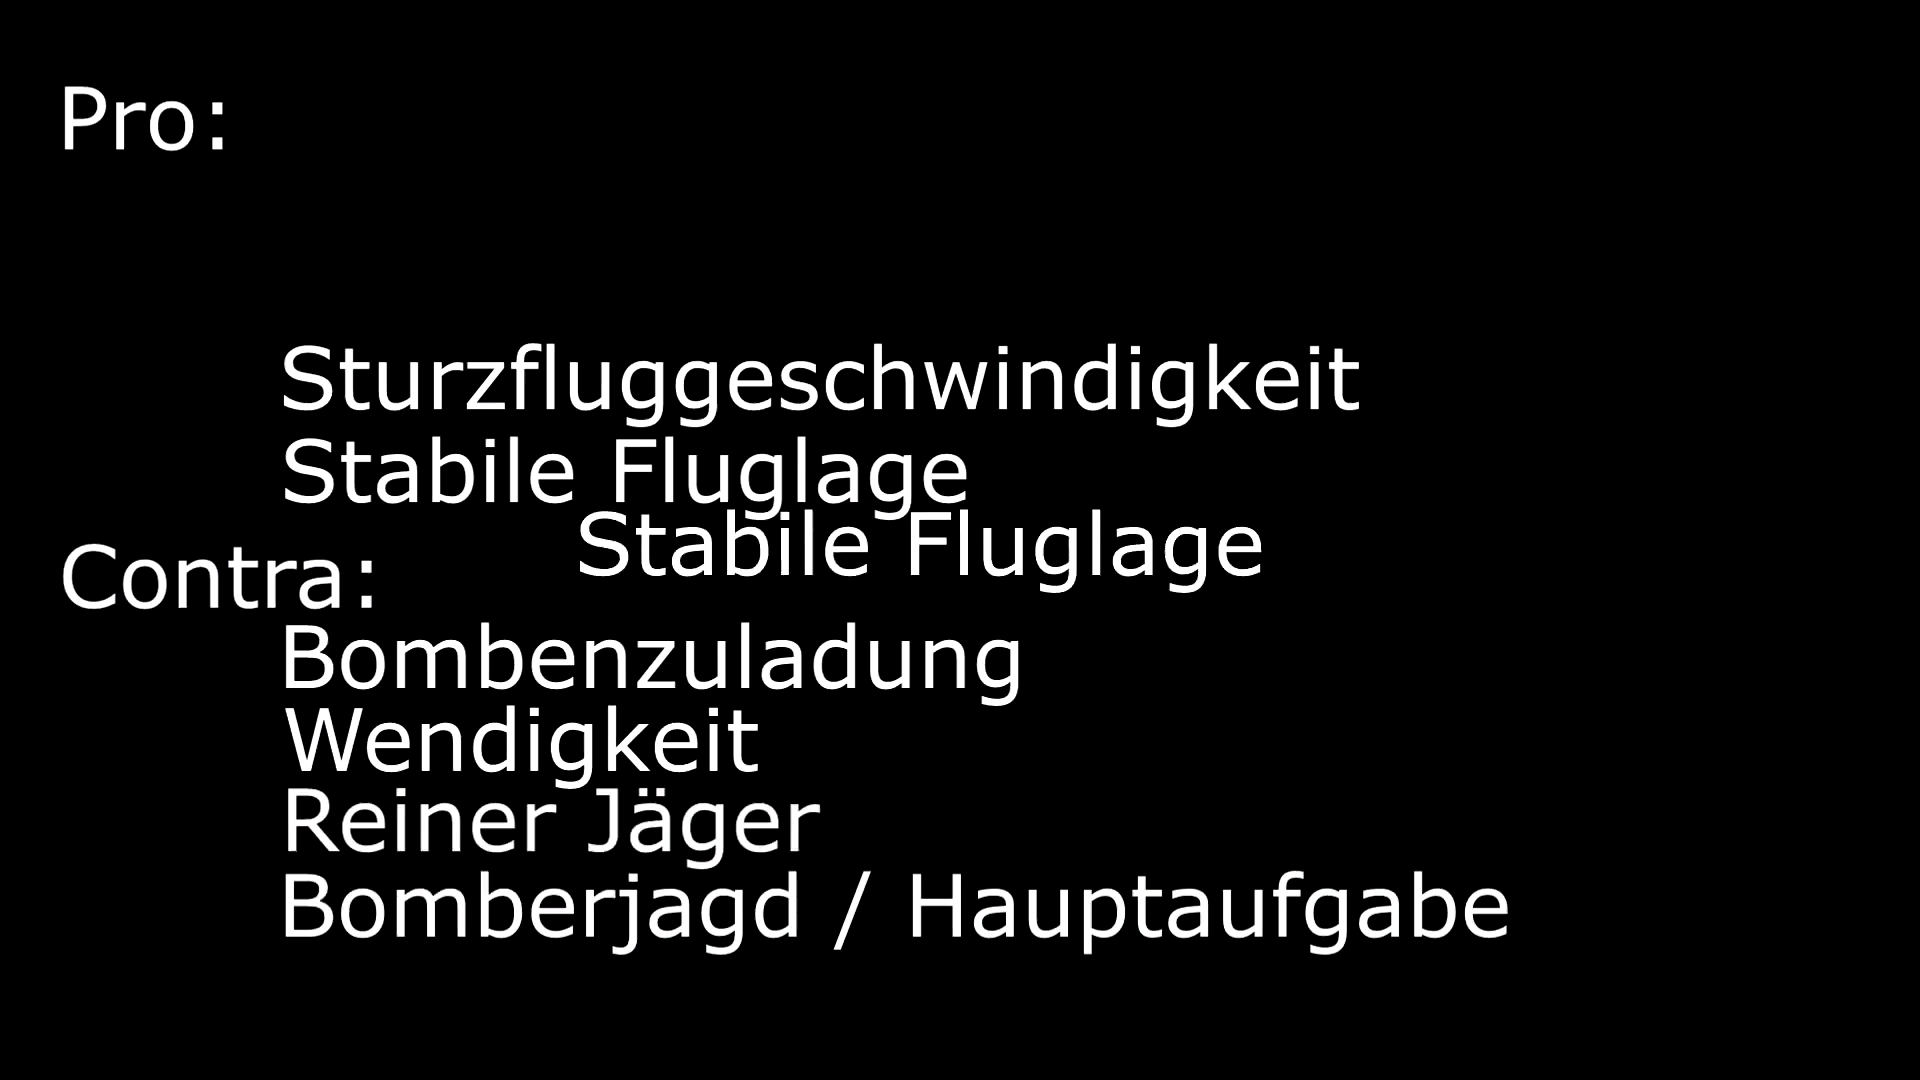 Pro:
Sturzfluggeschwindigkeit
Stabile Fluglage
Stabile Fluglage
Contra:
Bombenzuladung
Wendigkeit
Reiner Jäger
Bomberjagd / Hauptaufgabe